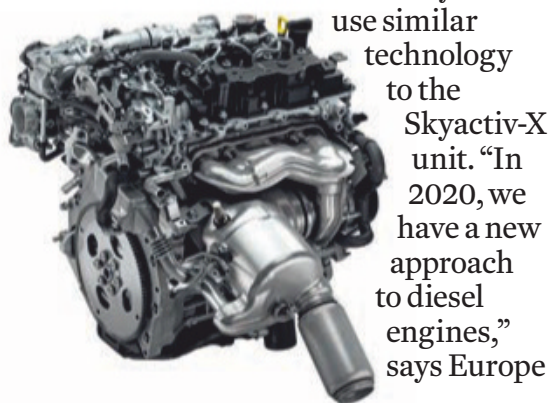 use similar
technology
to the
Skyactiv-X
unit. “In
2020, we
have a new
approach
to diesel
engines,”
says Europe